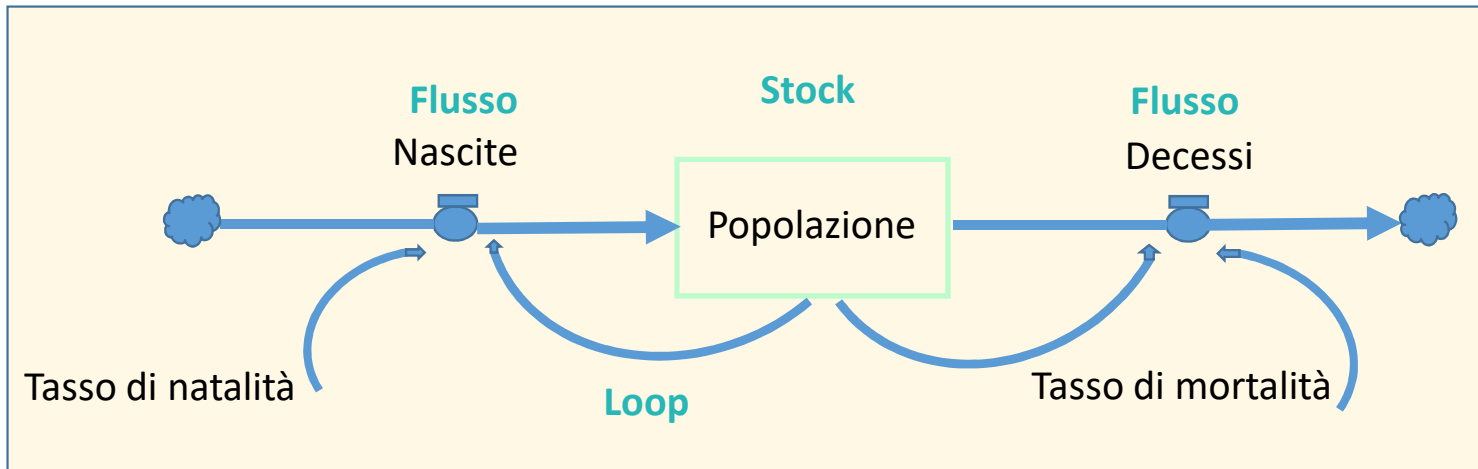 Flusso
Nascite
Stock
Flusso
Decessi
Popolazione
Tasso di natalità
Loop
Tasso di mortalità